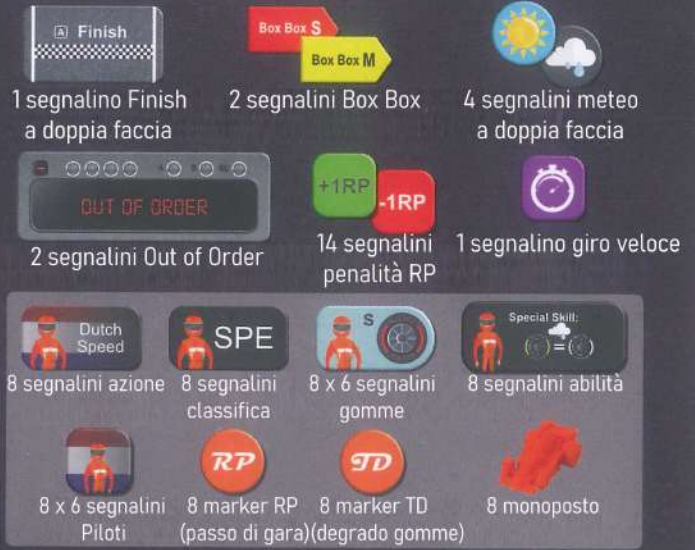 A Finish
Box Box S
Box Box M
1 segnalino Finish
a doppia faccia
2 segnalini Box Box
4 segnalini meteo
a doppia faccia
OUT OF ORDER
+1RP
-1RP
2 segnalini Out of Order
14 segnalini
penalità RP
1 segnalino giro veloce
Dutch
Speed
SPE
S
Special Skill:
=
8 segnalini azione
8 segnalini
classifica
8 x 6 segnalini
gomme
8 segnalini abilità
RP
TD
8 x 6 segnalini
Piloti
8 marker RP
(passo di gara)
8 marker TD
(degrado gomme)
8 monoposto